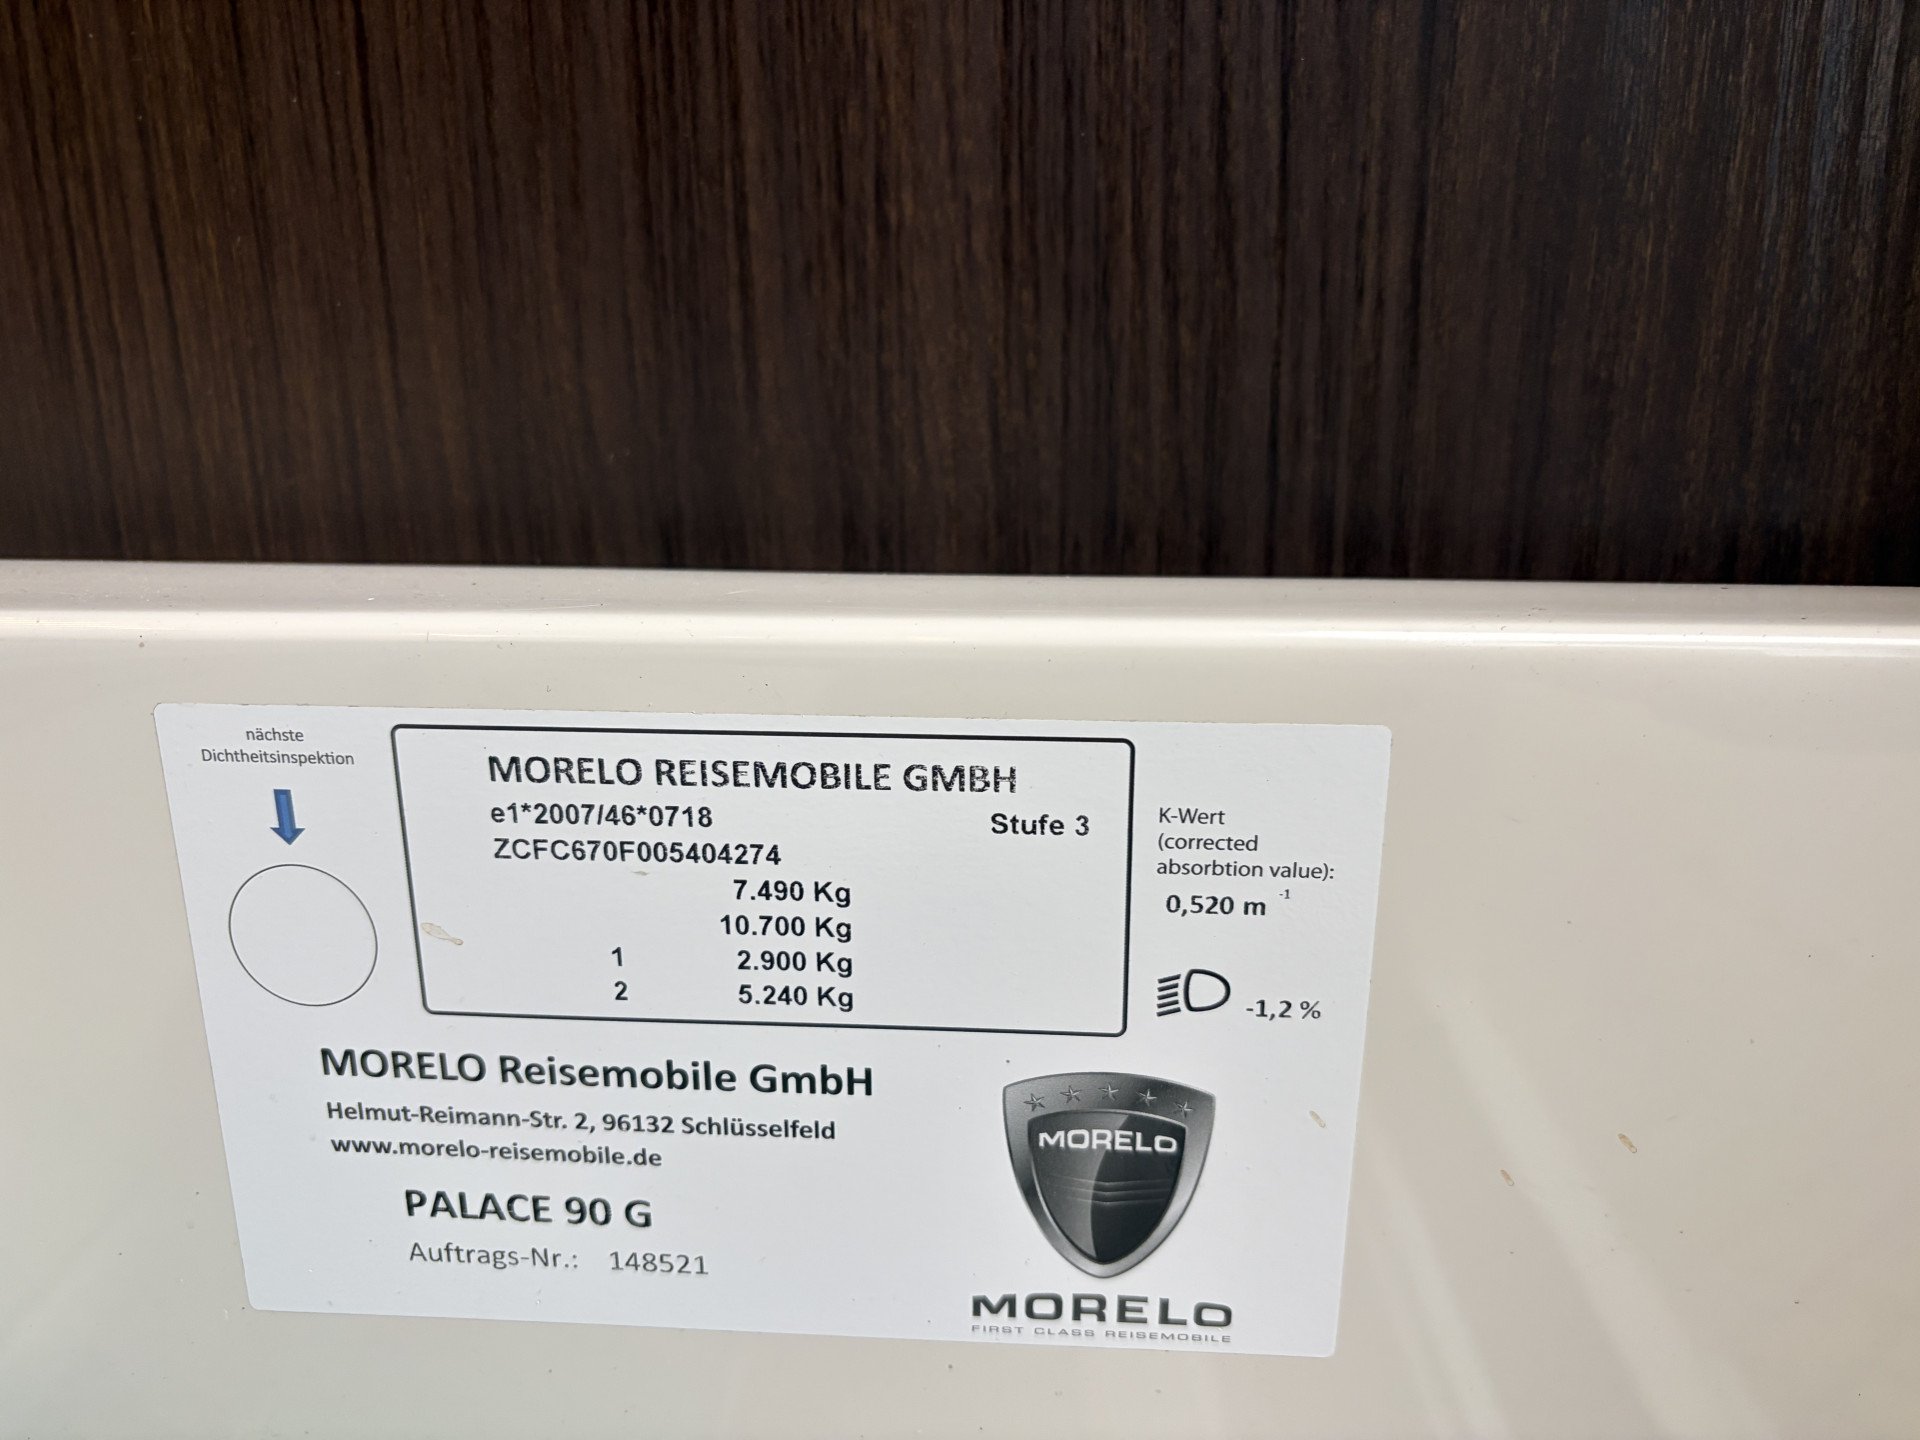 nächste
Dichtheitsinspektion
MORELO REISEMOBILE GMBH
e1*2007/46*0718 Stufe 3
ZCFC670F005404274
7.490 Kg
10.700 Kg
1 2.900 Kg
2 5.240 Kg
K-Wert
(corrected
absorbtion value):
0,520 m -1
-1,2 %
MORELO Reisemobile GmbH
Helmut-Reimann-Str. 2, 96132 Schlüsselfeld
www.morelo-reisemobile.de
PALACE 90 G
Auftrags-Nr.: 148521
MORELO
MORELO
FIRST CLASS REISEMOBILE